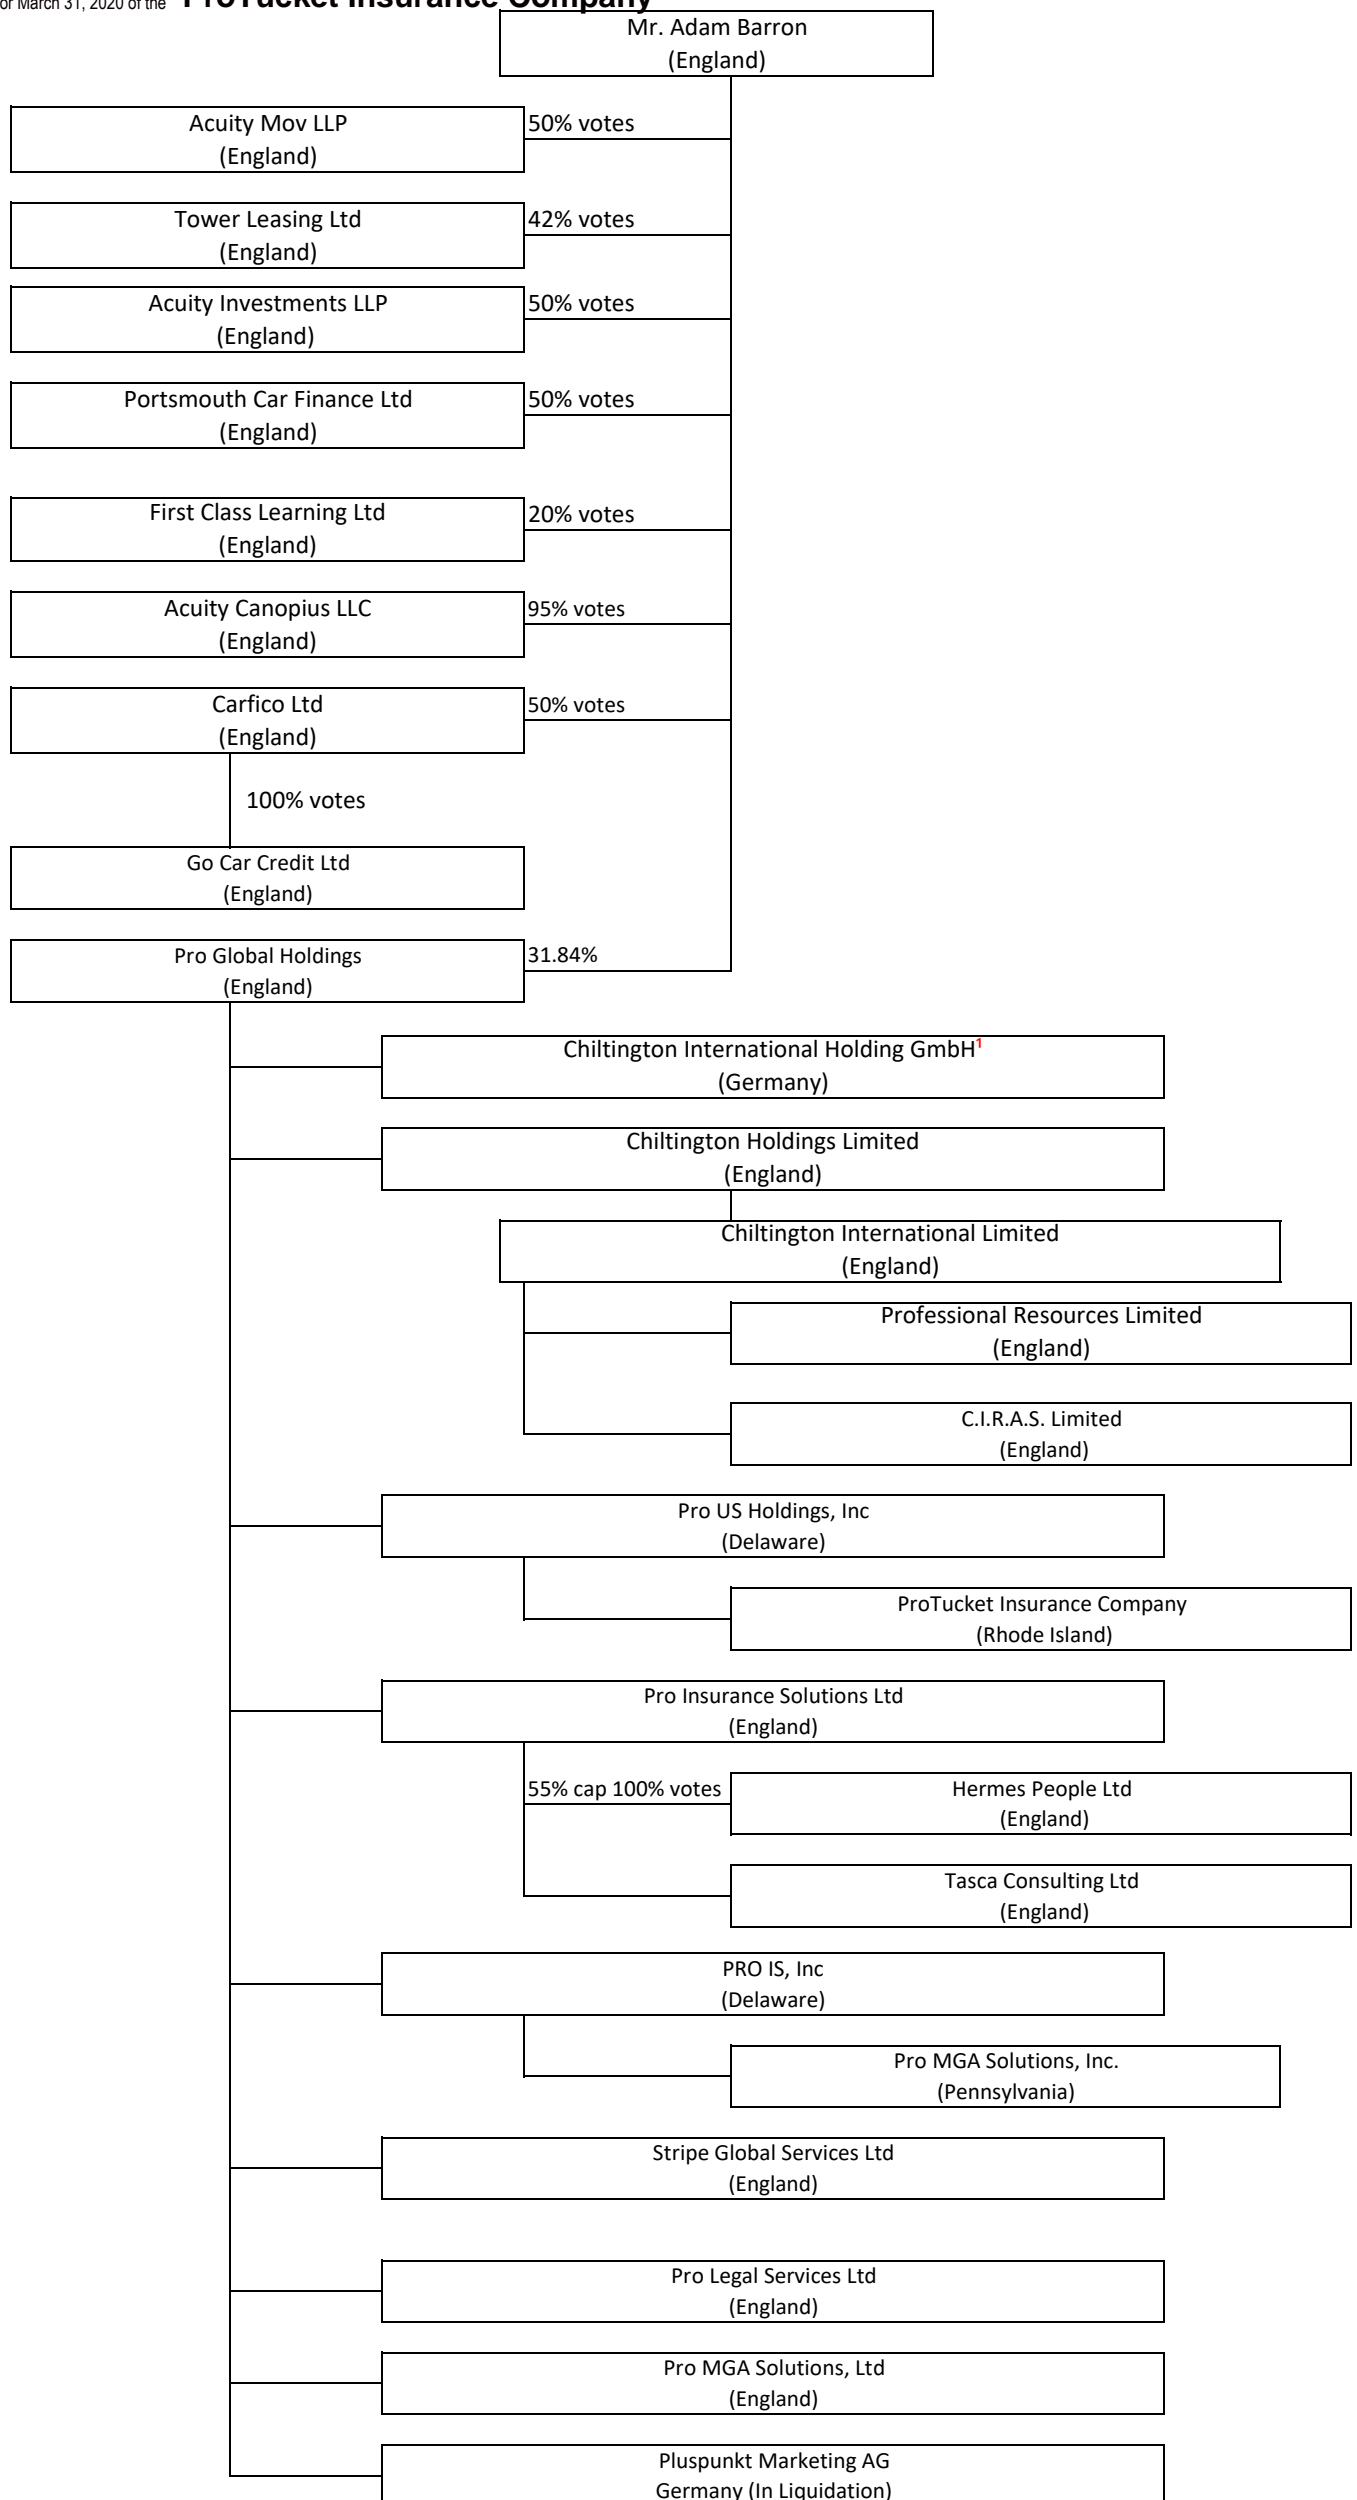 or March 31, 2020 of the ProTucket Insurance Company
Mr. Adam Barron
(England)
Acuity Mov LLP
(England)
50% votes
Tower Leasing Ltd
(England)
42% votes
Acuity Investments LLP
(England)
50% votes
Portsmouth Car Finance Ltd
(England)
50% votes
First Class Learning Ltd
(England)
20% votes
Acuity Canopius LLC
(England)
95% votes
Carfico Ltd
(England)
50% votes
100% votes
Go Car Credit Ltd
(England)
Pro Global Holdings
(England)
31.84%
Chiltington International Holding GmbH¹
(Germany)
Chiltington Holdings Limited
(England)
Chiltington International Limited
(England)
Professional Resources Limited
(England)
C.I.R.A.S. Limited
(England)
Pro US Holdings, Inc
(Delaware)
ProTucket Insurance Company
(Rhode Island)
Pro Insurance Solutions Ltd
(England)
55% cap 100% votes
Hermes People Ltd
(England)
Tasca Consulting Ltd
(England)
PRO IS, Inc
(Delaware)
Pro MGA Solutions, Inc.
(Pennsylvania)
Stripe Global Services Ltd
(England)
Pro Legal Services Ltd
(England)
Pro MGA Solutions, Ltd
(England)
Pluspunkt Marketing AG
Germany (In Liquidation)